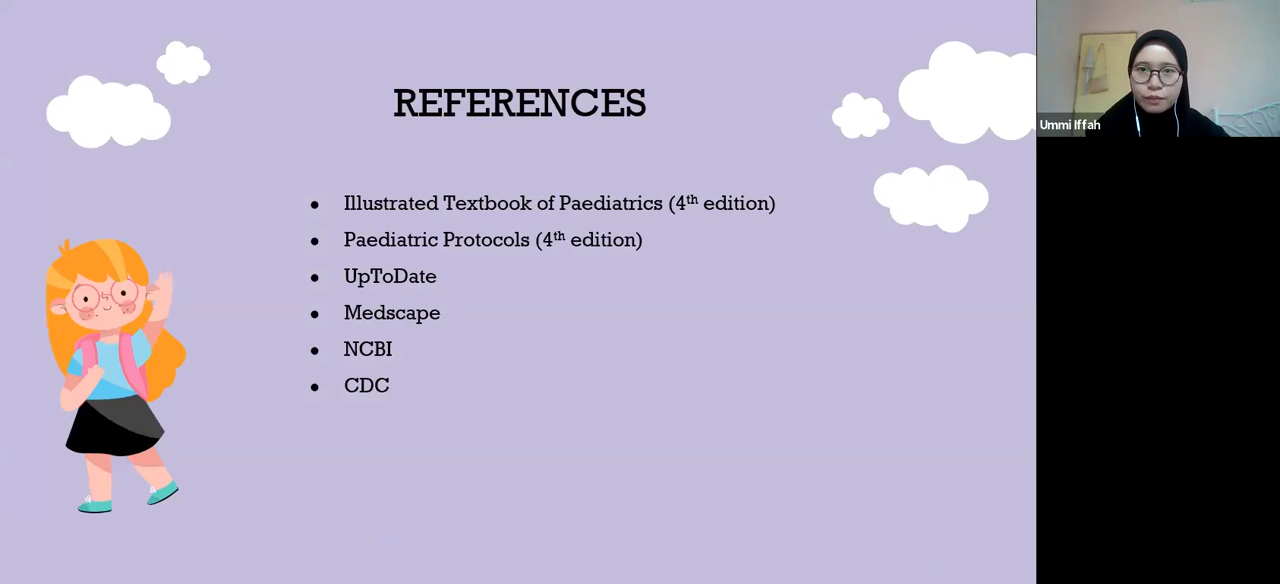 REFERENCES
Illustrated Textbook of Paediatrics (4th edition)
Paediatric Protocols (4th edition)
UpToDate
Medscape
NCBI
CDC
Ummi Iffah